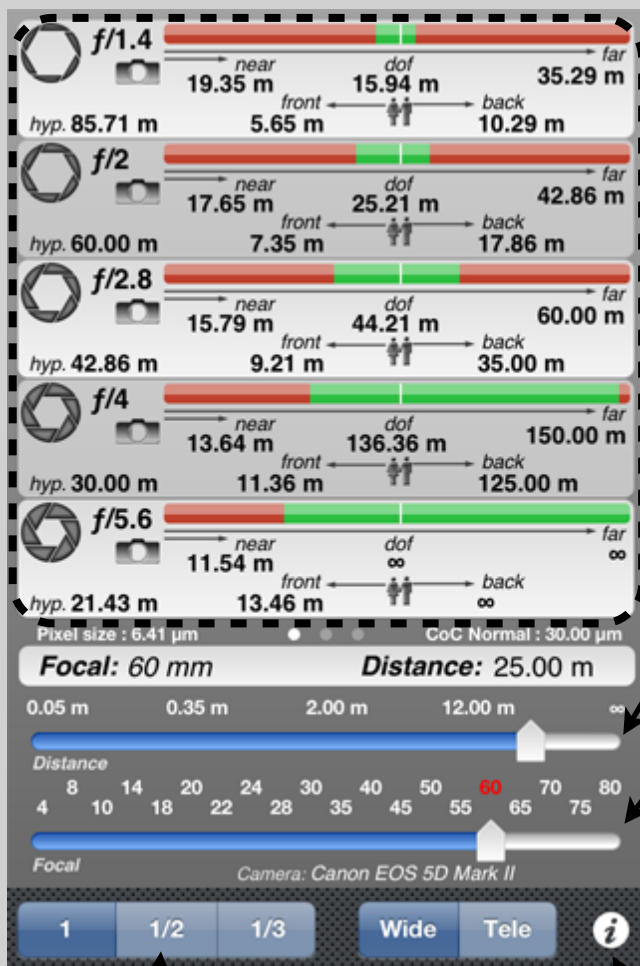 ƒ/1.4
near dof far
19.35 m 15.94 m 35.29 m
front back
hyp. 85.71 m 5.65 m 10.29 m
ƒ/2
near dof far
17.65 m 25.21 m 42.86 m
front back
hyp. 60.00 m 7.35 m 17.86 m
ƒ/2.8
near dof far
15.79 m 44.21 m 60.00 m
front back
hyp. 42.86 m 9.21 m 35.00 m
ƒ/4
near dof far
13.64 m 136.36 m 150.00 m
front back
hyp. 30.00 m 11.36 m 125.00 m
ƒ/5.6
near dof far
11.54 m ∞ ∞
front back
hyp. 21.43 m 13.46 m ∞
Pixel size : 6.41 µm CoC Normal : 30.00 µm
Focal: 60 mm Distance: 25.00 m
0.05 m 0.35 m 2.00 m 12.00 m ∞
Distance
8 14 20 24 30 40 50 60 70 80
4 10 18 22 28 35 45 55 65 75
Focal Camera: Canon EOS 5D Mark II
1 1/2 1/3 Wide Tele i